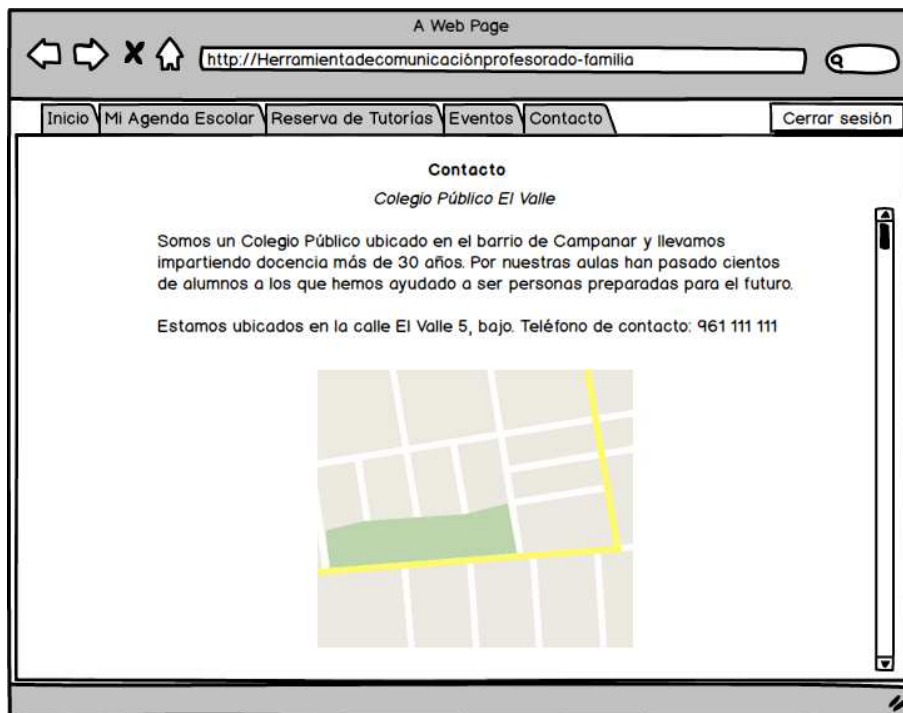 A Web Page
http://Herramientadecomunicaciónprofesorado-familia
Inicio Mi Agenda Escolar Reserva de Tutorías Eventos Contacto Cerrar sesión
Contacto
Colegio Público El Valle
Somos un Colegio Público ubicado en el barrio de Campanar y llevamos
impartiendo docencia más de 30 años. Por nuestras aulas han pasado cientos
de alumnos a los que hemos ayudado a ser personas preparadas para el futuro.
Estamos ubicados en la calle El Valle 5, bajo. Teléfono de contacto: 961 111 111